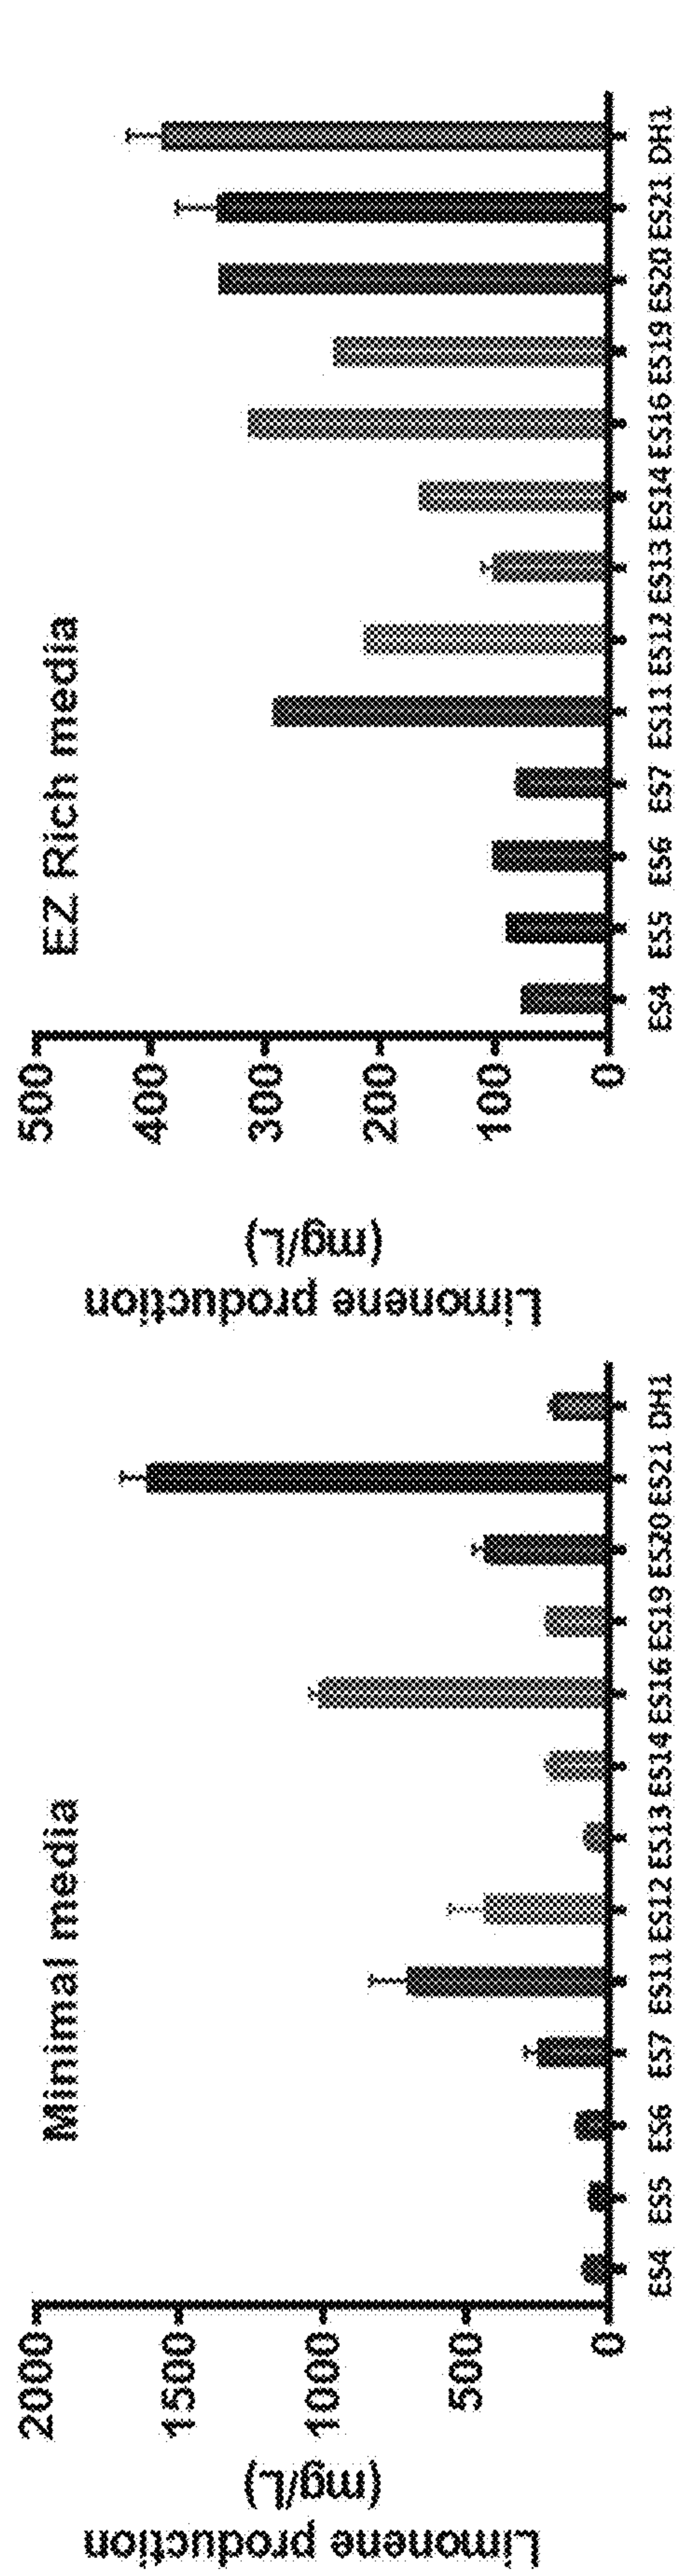 Minimal media
Limonene production
(mg/L)
2000
1500
1000
500
0
ES4 ES5 ES6 ES7 ES11 ES12 ES13 ES14 ES16 ES19 ES20 ES21 DH1
EZ Rich media
Limonene production
(mg/L)
500
400
300
200
100
0
ES4 ES5 ES6 ES7 ES11 ES12 ES13 ES14 ES16 ES19 ES20 ES21 DH1